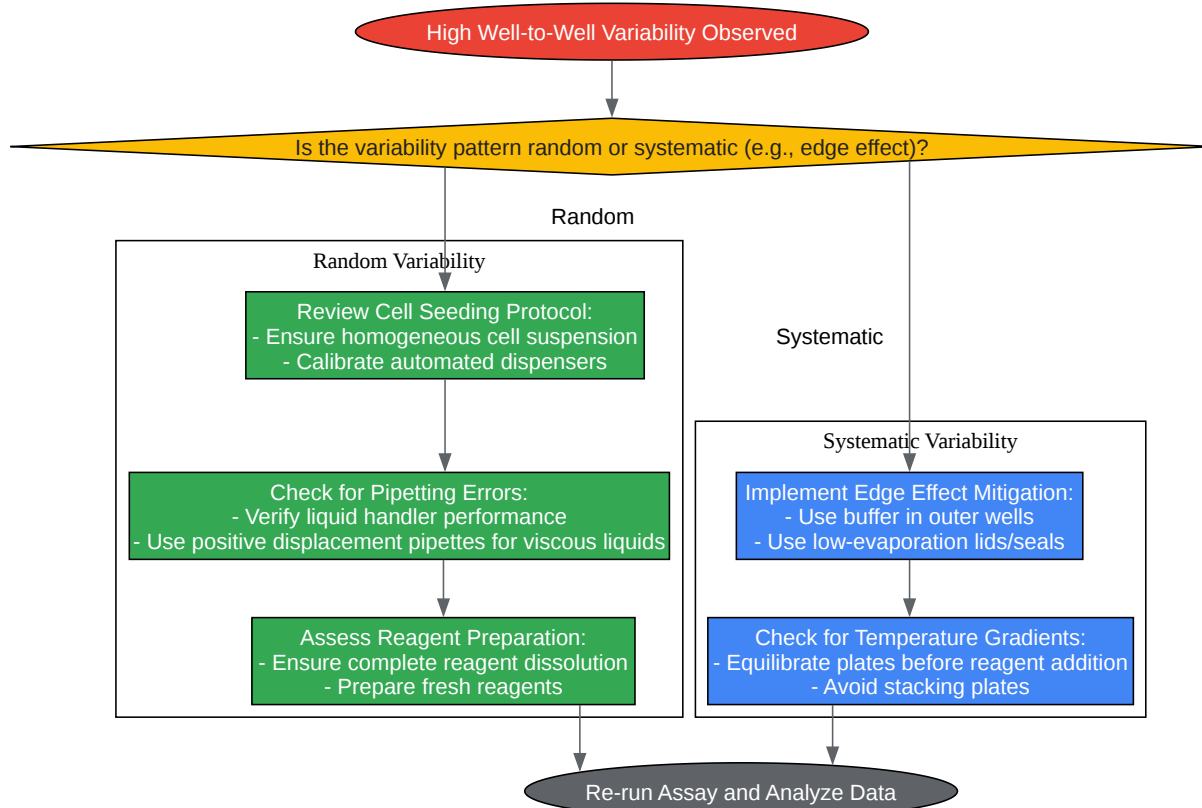 High Well-to-Well Variability Observed
Is the variability pattern random or systematic (e.g., edge effect)?
Random
Random Variability
Review Cell Seeding Protocol:
- Ensure homogeneous cell suspension
- Calibrate automated dispensers
Systematic
Check for Pipetting Errors:
- Verify liquid handler performance
- Use positive displacement pipettes for viscous liquids
Assess Reagent Preparation:
- Ensure complete reagent dissolution
- Prepare fresh reagents
Systematic Variability
Implement Edge Effect Mitigation:
- Use buffer in outer wells
- Use low-evaporation lids/seals
Check for Temperature Gradients:
- Equilibrate plates before reagent addition
- Avoid stacking plates
Re-run Assay and Analyze Data